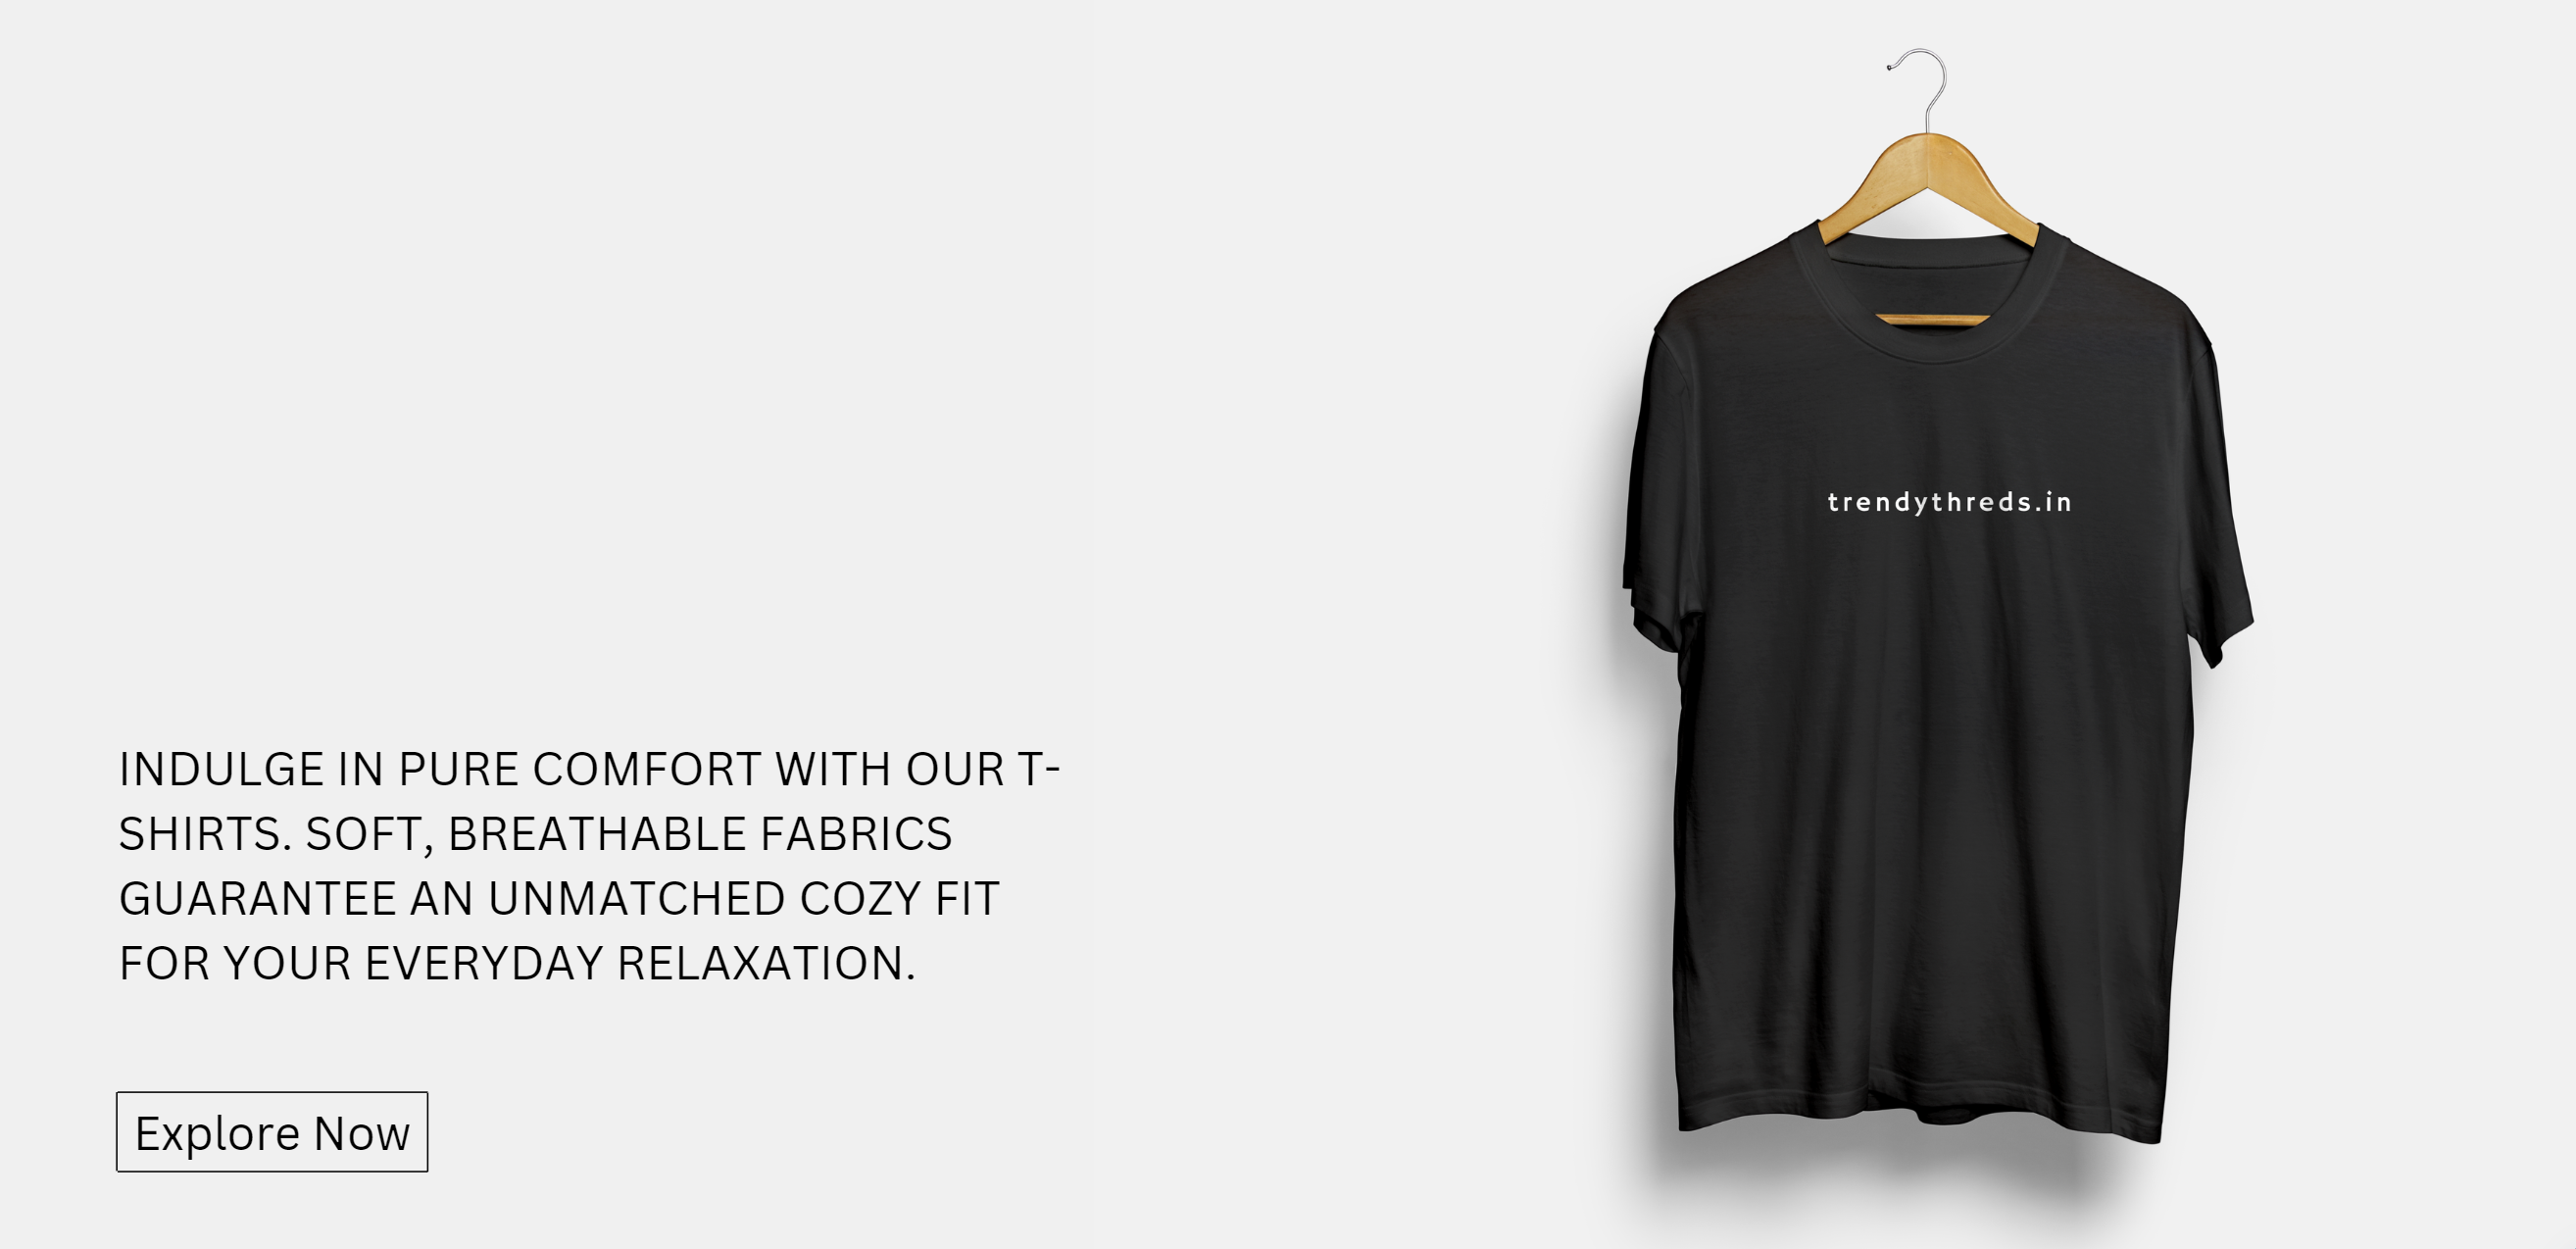 trendythreds.in
INDULGE IN PURE COMFORT WITH OUR T-
SHIRTS. SOFT, BREATHABLE FABRICS
GUARANTEE AN UNMATCHED COZY FIT
FOR YOUR EVERYDAY RELAXATION.
Explore Now